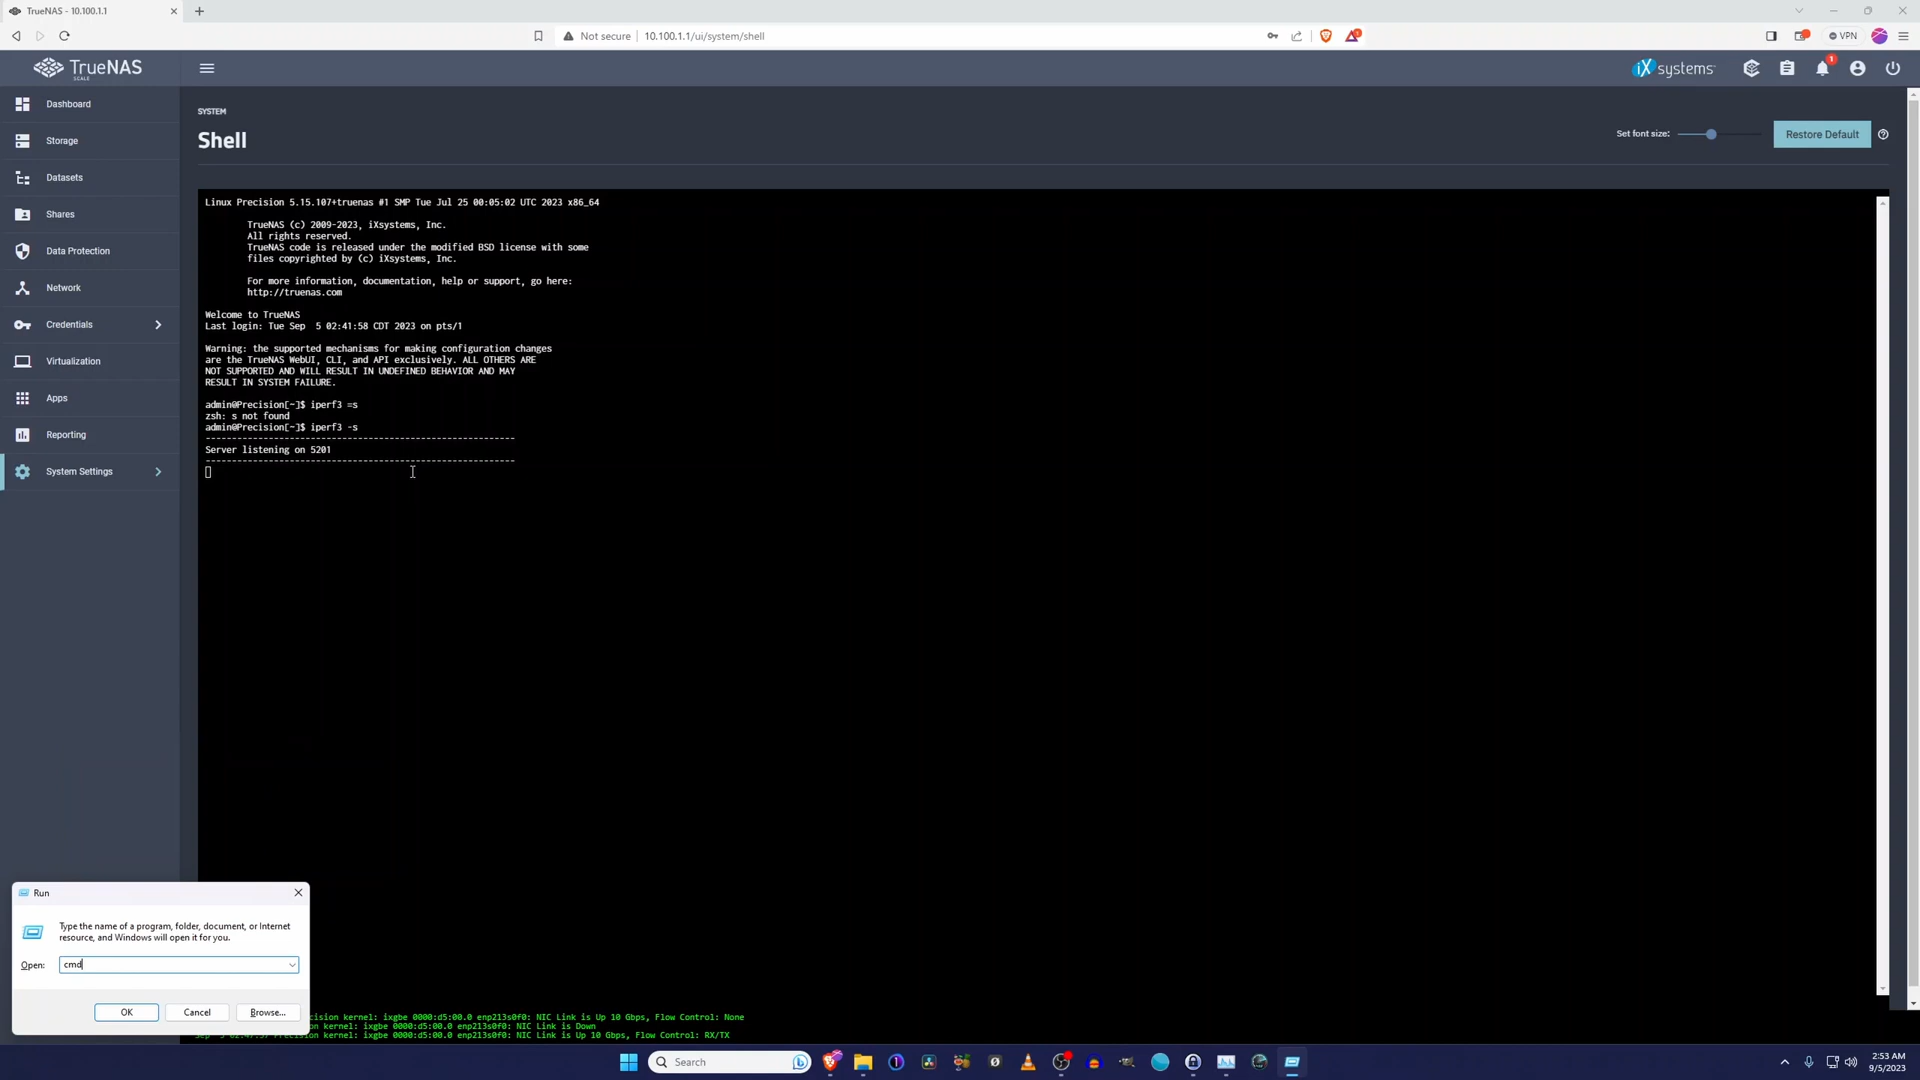 TrueNAS - 10.100.1.1
Not secure
10.100.1.1/ui/system/shell
VPN
TrueNAS
SCALE
iXsystems
1
Dashboard
Storage
Datasets
Shares
Data Protection
Network
Credentials
Virtualization
Apps
Reporting
System Settings
SYSTEM
Shell
Set font size:
Restore Default
Linux Precision 5.15.107+truenas #1 SMP Tue Jul 25 00:05:02 UTC 2023 x86_64
TrueNAS (c) 2009-2023, iXsystems, Inc.
All rights reserved.
TrueNAS code is released under the modified BSD license with some
files copyrighted by (c) iXsystems, Inc.
For more information, documentation, help or support, go here:
http://truenas.com
Welcome to TrueNAS
Last login: Tue Sep  5 02:41:58 CDT 2023 on pts/1
Warning: the supported mechanisms for making configuration changes
are the TrueNAS WebUI, CLI, and API exclusively. ALL OTHERS ARE
NOT SUPPORTED AND WILL RESULT IN UNDEFINED BEHAVIOR AND MAY
RESULT IN SYSTEM FAILURE.
admin@Precision[~]$ iperf3 =s
zsh: s not found
admin@Precision[~]$ iperf3 -s
-----------------------------------------------------------
Server listening on 5201
-----------------------------------------------------------
Run
Type the name of a program, folder, document, or Internet
resource, and Windows will open it for you.
Open:
cmd
OK
Cancel
Browse...
cision kernel: ixgbe 0000:d5:00.0 enp213s0f0: NIC Link is Up 10 Gbps, Flow Control: None
on kernel: ixgbe 0000:d5:00.0 enp213s0f0: NIC Link is Down
kernel: ixgbe 0000:d5:00.0 enp213s0f0: NIC Link is Up 10 Gbps, Flow Control: RX/TX
Search
2:53 AM
9/5/2023